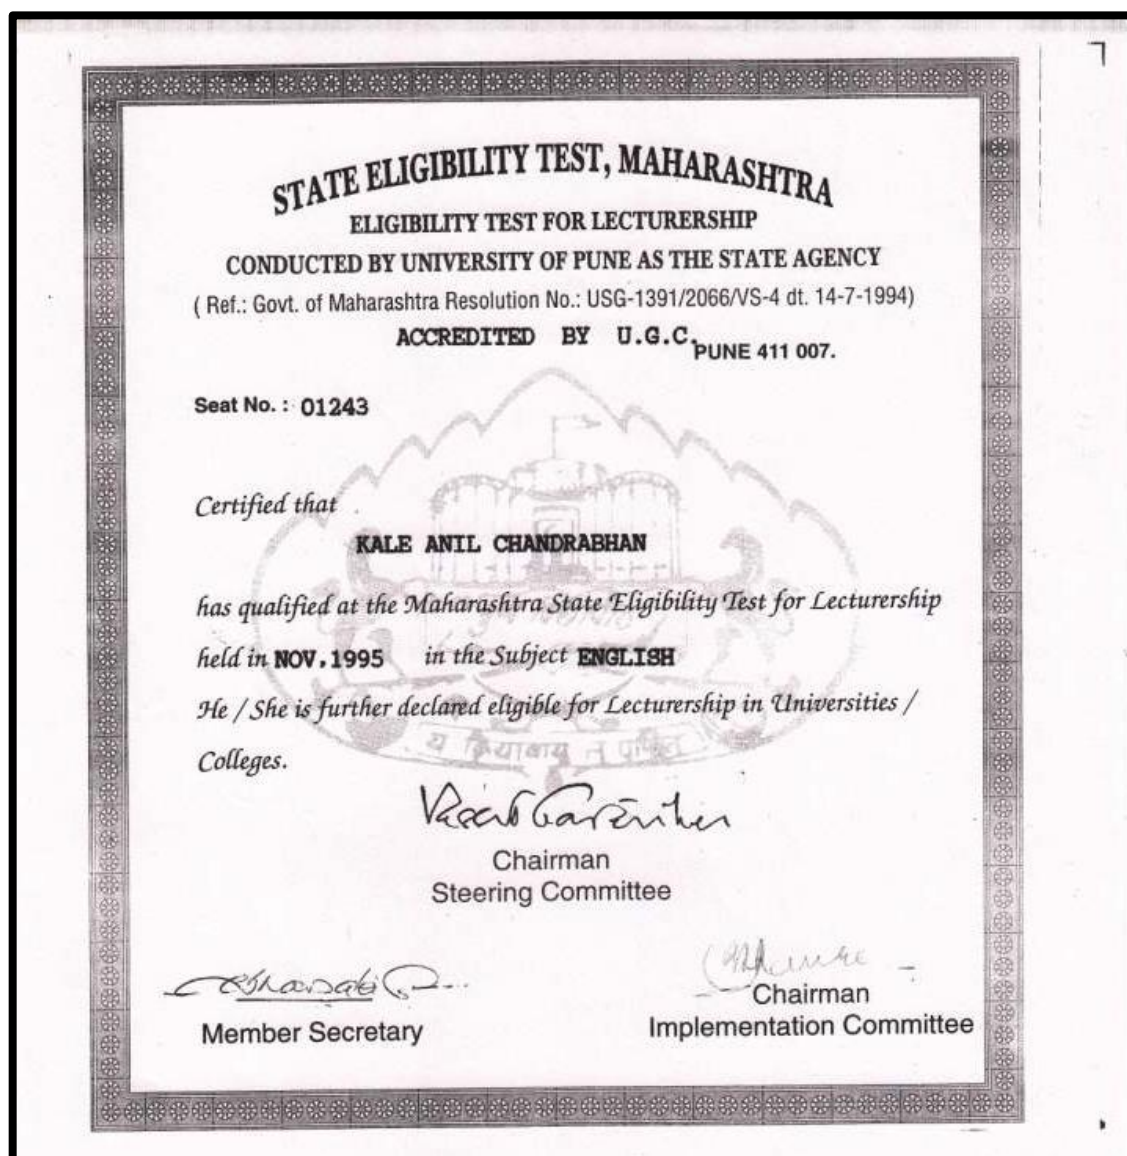 STATE ELIGIBILITY TEST, MAHARASHTRA
ELIGIBILITY TEST FOR LECTURERSHIP
CONDUCTED BY UNIVERSITY OF PUNE AS THE STATE AGENCY
( Ref.: Govt. of Maharashtra Resolution No.: USG-1391/2066/VS-4 dt. 14-7-1994)
ACCREDITED BY U.G.C.
PUNE 411 007.
Seat No. : 01243
Certified that
KALE ANIL CHANDRABHAN
has qualified at the Maharashtra State Eligibility Test for Lecturership
held in NOV.1995 in the Subject ENGLISH
He / She is further declared eligible for Lecturership in Universities /
Colleges.
Chairman
Steering Committee
Member Secretary
Chairman
Implementation Committee